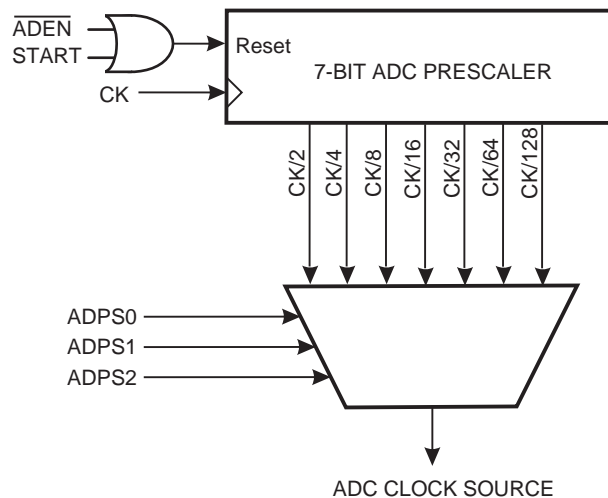 ADEN
START
Reset
7-BIT ADC PRESCALER
CK
CK/2
CK/4
CK/8
CK/16
CK/32
CK/64
CK/128
ADPS0
ADPS1
ADPS2
ADC CLOCK SOURCE